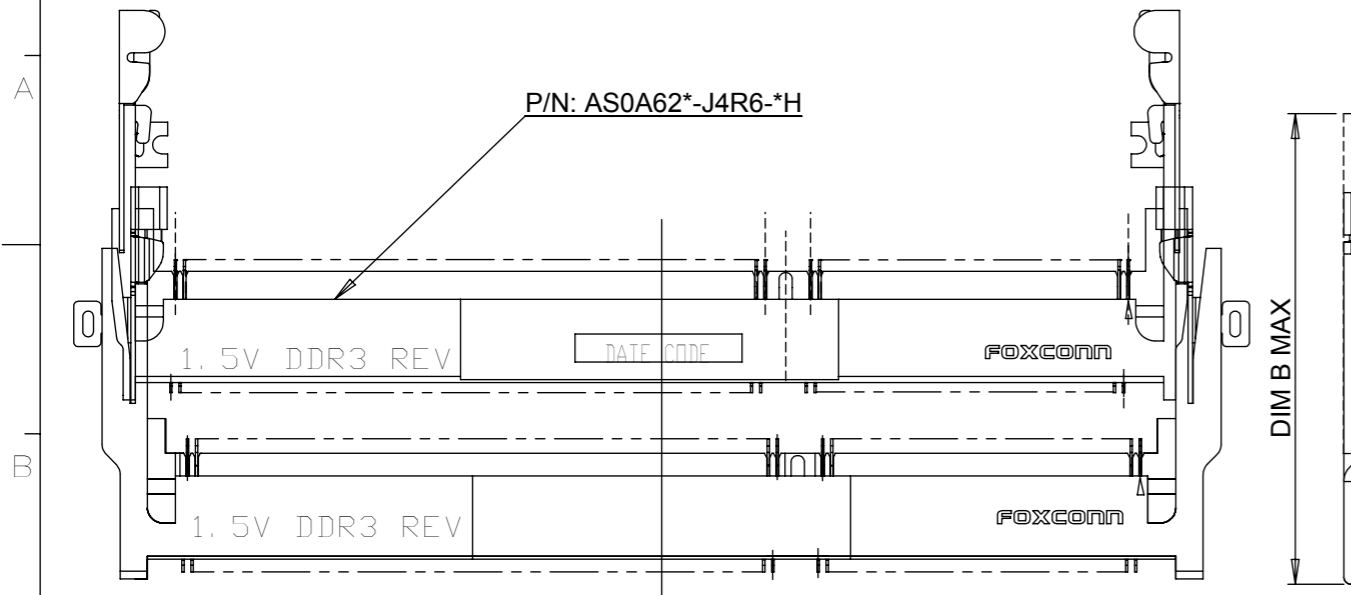 A
P/N: AS0A62*-J4R6-*H
1.5V DDR3 REV
DATE CODE
FOXCONN
DIM B MAX
B
1.5V DDR3 REV
FOXCONN